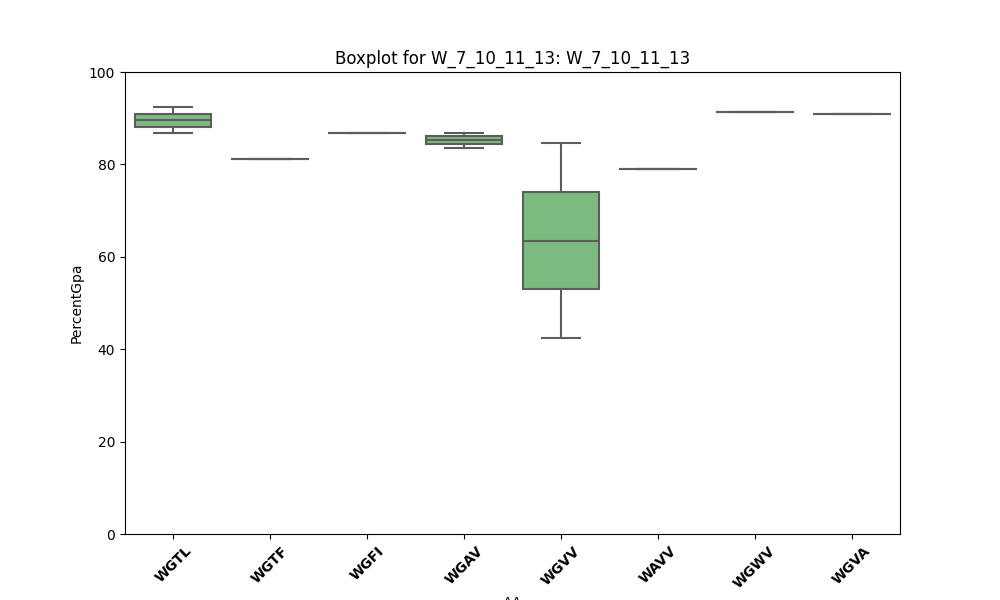 Boxplot for W_7_10_11_13: W_7_10_11_13
100
80
60
40
20
0
PercentGpa
WGTL
WGTF
WGFI
WGAV
WGVV
WAVV
WGWV
WGVA